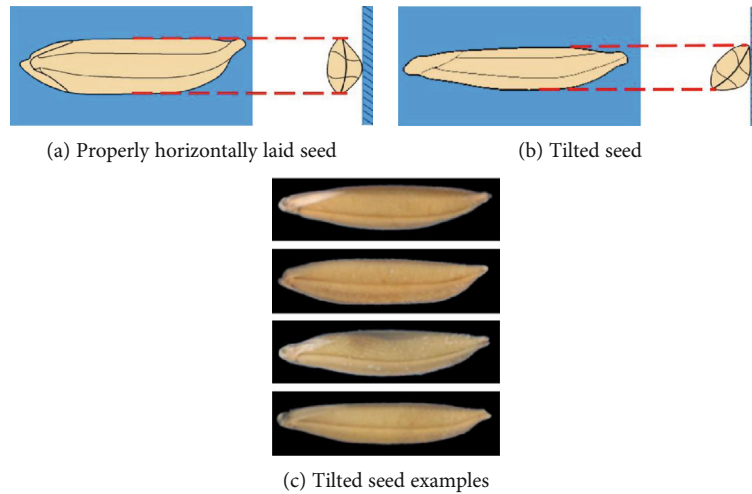 (a) Properly horizontally laid seed
(b) Tilted seed
(c) Tilted seed examples